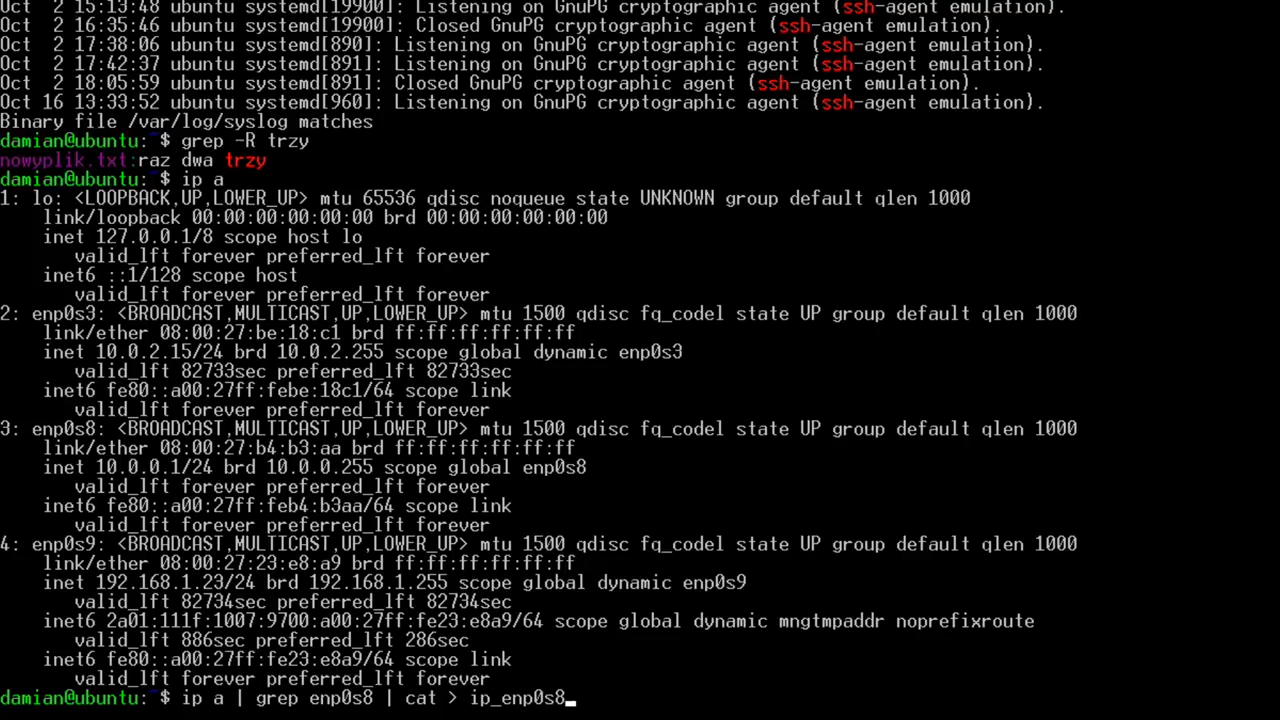 Oct  2 15:13:48 ubuntu systemd[19900]: Listening on GnuPG cryptographic agent (ssh-agent emulation).
Oct  2 16:35:46 ubuntu systemd[19900]: Closed GnuPG cryptographic agent (ssh-agent emulation).
Oct  2 17:38:06 ubuntu systemd[890]: Listening on GnuPG cryptographic agent (ssh-agent emulation).
Oct  2 17:42:37 ubuntu systemd[891]: Listening on GnuPG cryptographic agent (ssh-agent emulation).
Oct  2 18:05:59 ubuntu systemd[891]: Closed GnuPG cryptographic agent (ssh-agent emulation).
Oct 16 13:33:52 ubuntu systemd[960]: Listening on GnuPG cryptographic agent (ssh-agent emulation).
Binary file /var/log/syslog matches
damian@ubuntu:~$ grep -R trzy
nowyplik.txt:raz dwa trzy
damian@ubuntu:~$ ip a
1: lo: <LOOPBACK,UP,LOWER_UP> mtu 65536 qdisc noqueue state UNKNOWN group default qlen 1000
    link/loopback 00:00:00:00:00:00 brd 00:00:00:00:00:00
    inet 127.0.0.1/8 scope host lo
       valid_lft forever preferred_lft forever
    inet6 ::1/128 scope host
       valid_lft forever preferred_lft forever
2: enp0s3: <BROADCAST,MULTICAST,UP,LOWER_UP> mtu 1500 qdisc fq_codel state UP group default qlen 1000
    link/ether 08:00:27:be:18:c1 brd ff:ff:ff:ff:ff:ff
    inet 10.0.2.15/24 brd 10.0.2.255 scope global dynamic enp0s3
       valid_lft 82733sec preferred_lft 82733sec
    inet6 fe80::a00:27ff:febe:18c1/64 scope link
       valid_lft forever preferred_lft forever
3: enp0s8: <BROADCAST,MULTICAST,UP,LOWER_UP> mtu 1500 qdisc fq_codel state UP group default qlen 1000
    link/ether 08:00:27:b4:b3:aa brd ff:ff:ff:ff:ff:ff
    inet 10.0.0.1/24 brd 10.0.0.255 scope global enp0s8
       valid_lft forever preferred_lft forever
    inet6 fe80::a00:27ff:feb4:b3aa/64 scope link
       valid_lft forever preferred_lft forever
4: enp0s9: <BROADCAST,MULTICAST,UP,LOWER_UP> mtu 1500 qdisc fq_codel state UP group default qlen 1000
    link/ether 08:00:27:23:e8:a9 brd ff:ff:ff:ff:ff:ff
    inet 192.168.1.23/24 brd 192.168.1.255 scope global dynamic enp0s9
       valid_lft 82734sec preferred_lft 82734sec
    inet6 2a01:111f:1007:9700:a00:27ff:fe23:e8a9/64 scope global dynamic mngtmpaddr noprefixroute
       valid_lft 886sec preferred_lft 286sec
    inet6 fe80::a00:27ff:fe23:e8a9/64 scope link
       valid_lft forever preferred_lft forever
damian@ubuntu:~$ ip a | grep enp0s8 | cat > ip_enp0s8_